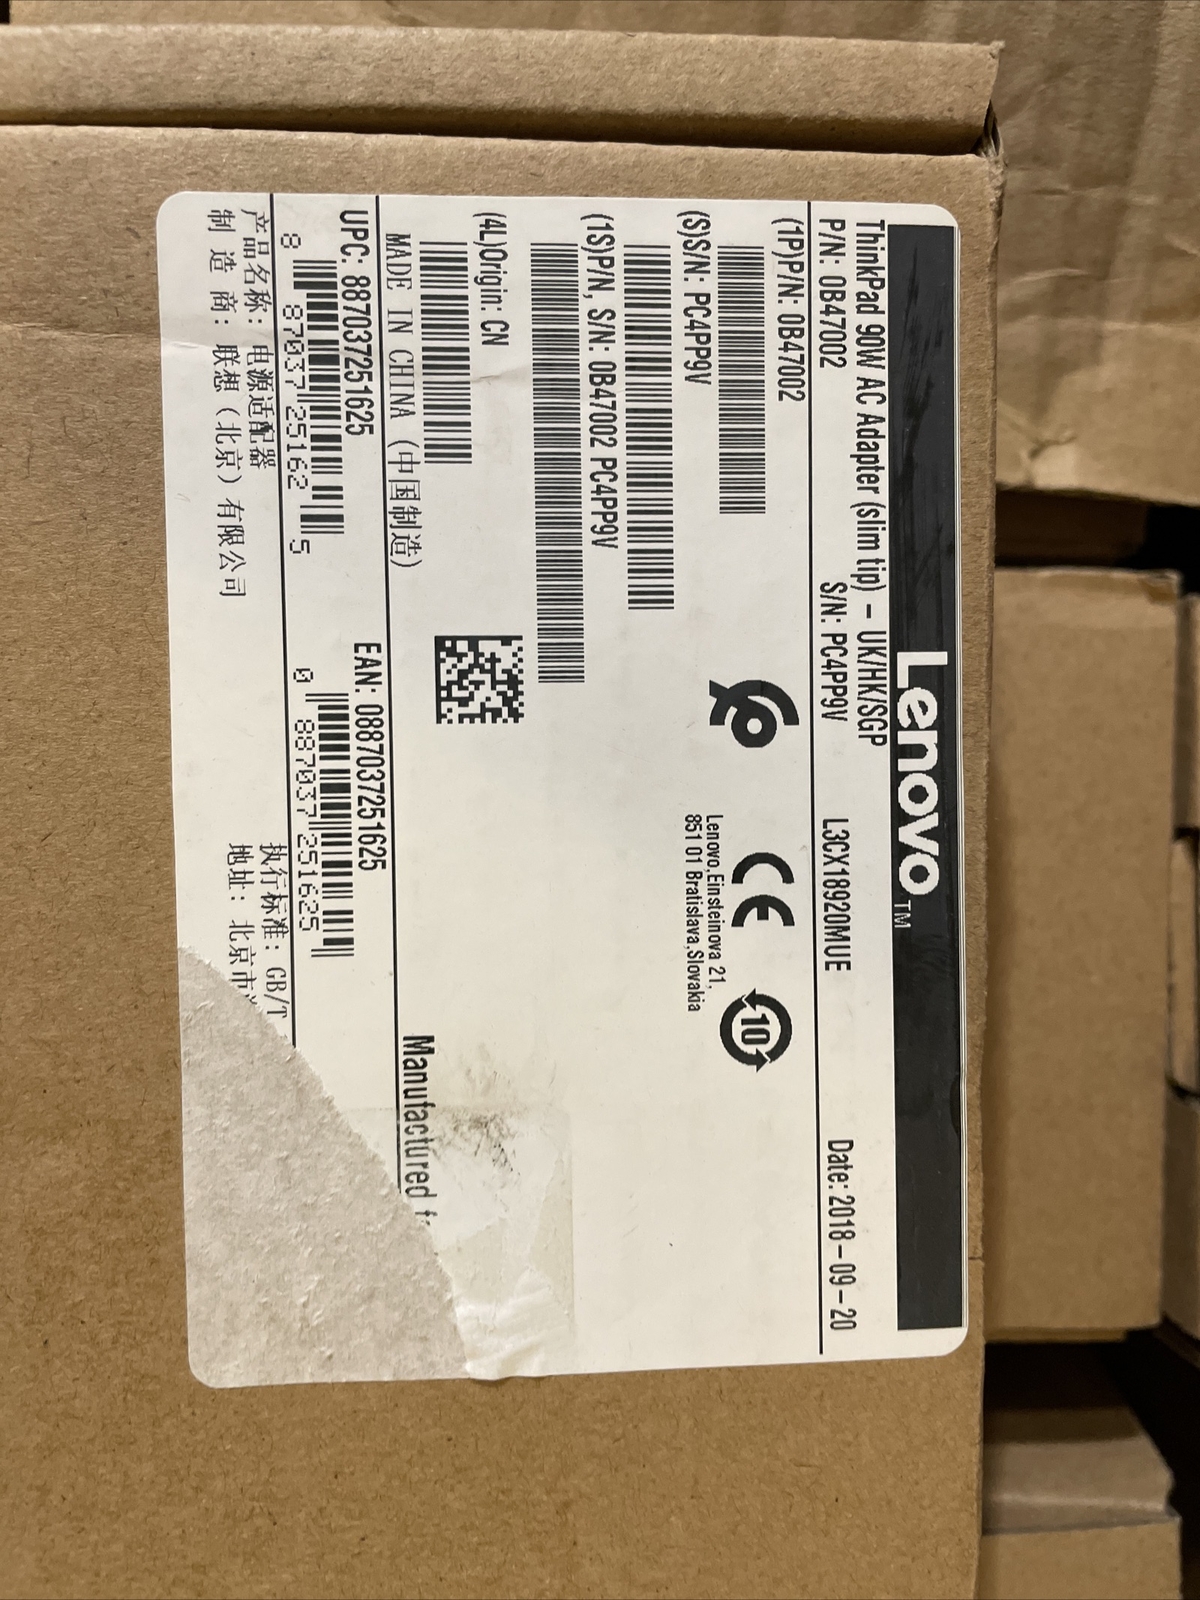 Lenovo™
ThinkPad 90W AC Adapter (slim tip) – UK/HK/SGP
P/N: 0B47002 S/N: PC4PP9V L3CX18920MUE Date: 2018-09-20
(1P)P/N: 0B47002
(S)S/N: PC4PP9V
(1S)P/N, S/N: 0B47002 PC4PP9V
(4L)Origin: CN
MADE IN CHINA (中国制造)
CE
10
Lenovo,Einsteinova 21,
851 01 Bratislava,Slovakia
Manufactured
UPC: 887037251625 EAN: 0887037251625
8 87037 25162 5 0 887037 251625
产品名称: 电源适配器 执行标准: GB/T
制 造 商: 联想(北京)有限公司 地址: 北京市